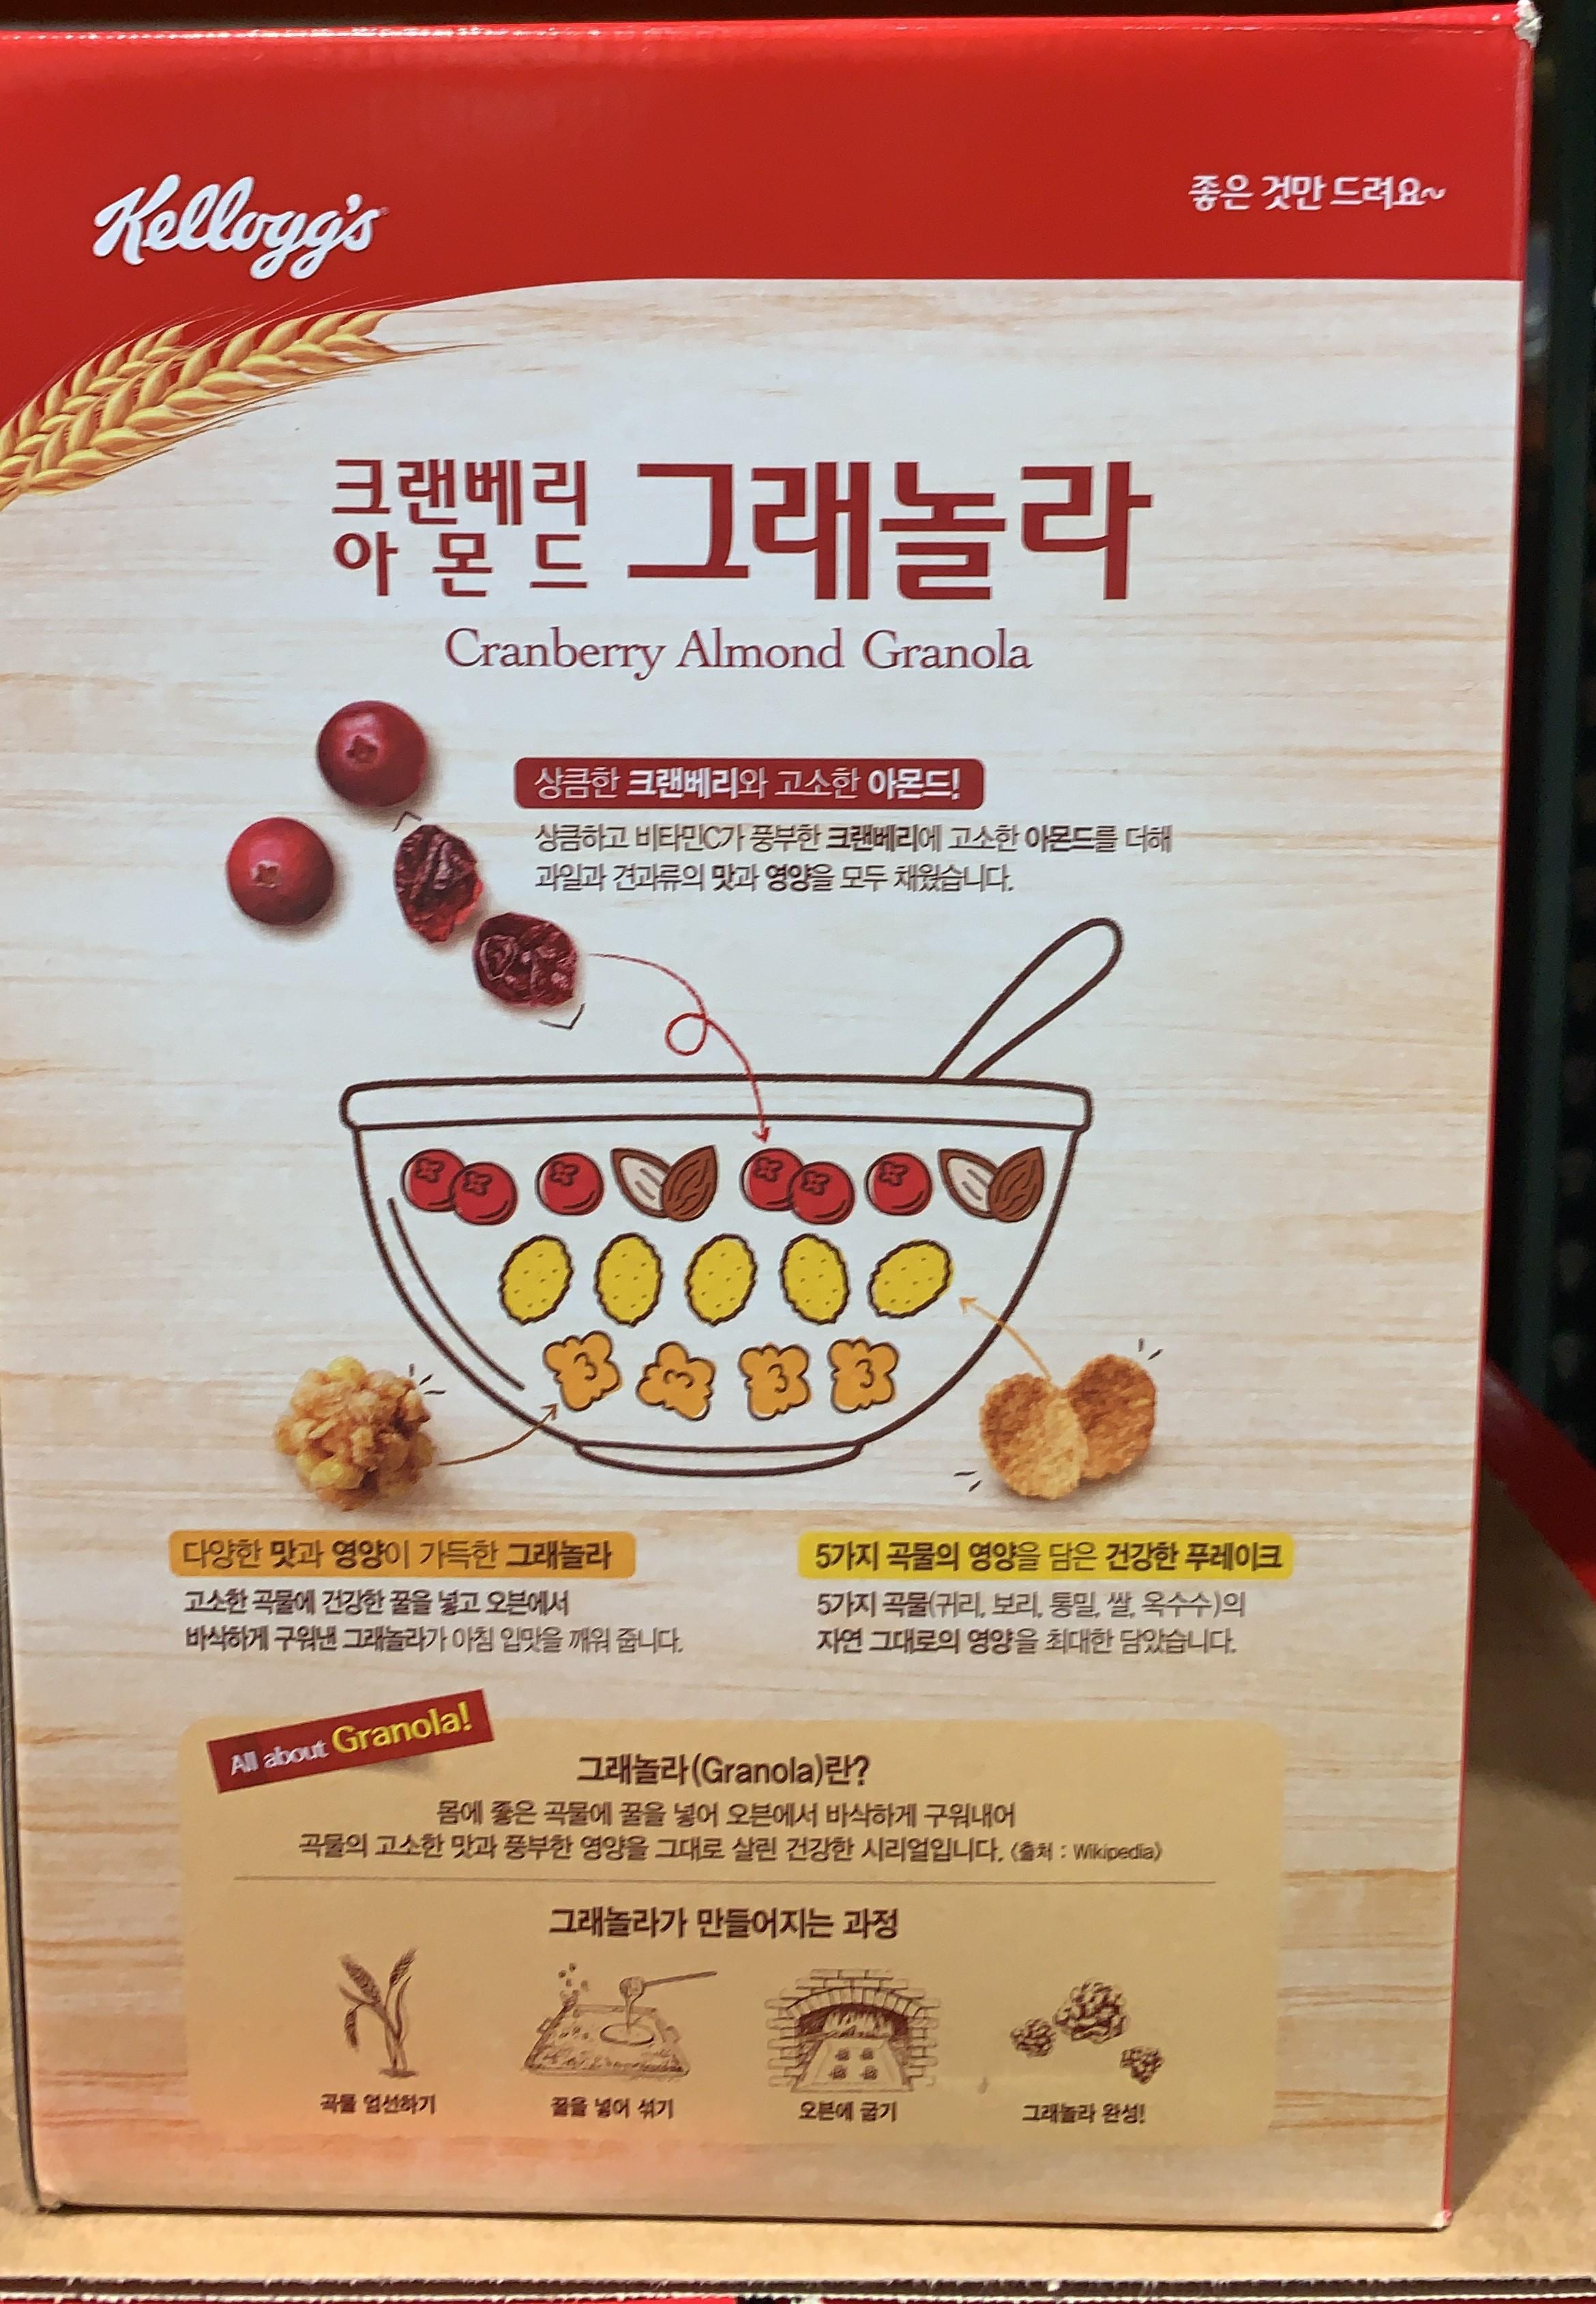 Kellogg's
좋은 것만 드려요~
크랜베리
아몬드
그래놀라
Cranberry Almond Granola
상큼한 크랜베리와 고소한 아몬드!
상큼하고 비타민C가 풍부한 크랜베리에 고소한 아몬드를 더해
과일과 견과류의 맛과 영양을 모두 채웠습니다.
다양한 맛과 영양이 가득한 그래놀라
고소한 곡물에 건강한 꿀을 넣고 오븐에서
바삭하게 구워낸 그래놀라가 아침 입맛을 깨워 줍니다.
5가지 곡물의 영양을 담은 건강한 푸레이크
5가지 곡물(귀리, 보리, 통밀, 쌀, 옥수수)의
자연 그대로의 영양을 최대한 담았습니다.
All about Granola!
그래놀라(Granola)란?
몸에 좋은 곡물에 꿀을 넣어 오븐에서 바삭하게 구워내어
곡물의 고소한 맛과 풍부한 영양을 그대로 살린 건강한 시리얼입니다. (출처 : Wikipedia)
그래놀라가 만들어지는 과정
곡물 엄선하기
꿀을 넣어 섞기
오븐에 굽기
그래놀라 완성!